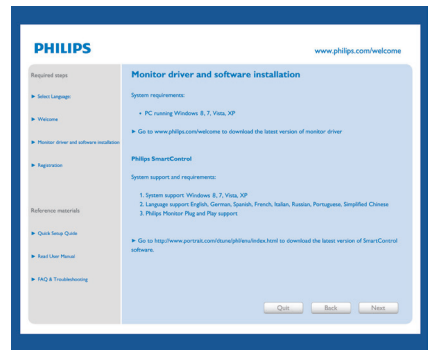 PHILIPS
www.philips.com/welcome
Required steps
► Select Language:
► Welcome
► Monitor driver and software installation
► Registration
Reference materials:
► Quick Setup Quide
► Read User Manual
► FAQ & Troubleshooting
Monitor driver and software installation
System requirements:
• PC running Windows 8, 7, Vista, XP
► Go to www.philips.com/welcome to download the latest version of monitor driver
Philips SmartControl
System support and requirements:
1. System support Windows 8, 7, Vista, XP
2. Language support English, German, Spanish, French, Italian, Russian, Portuguese, Simplified Chinese
3. Philips Monitor Plug and Play support
► Go to http://www.portrait.com/dtune/phl/enu/index.html to download the latest version of SmartControl
software.
Quit
Back
Next